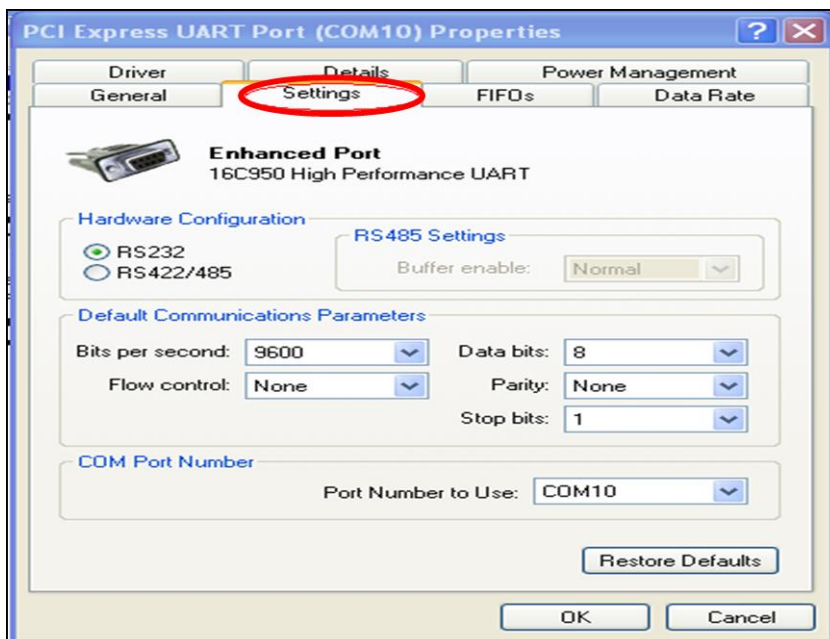 PCI Express UART Port (COM10) Properties
Driver Details Power Management
General Settings FIFOs Data Rate
Enhanced Port
16C950 High Performance UART
Hardware Configuration
RS232
RS422/485
RS485 Settings
Buffer enable: Normal
Default Communications Parameters
Bits per second: 9600 Data bits: 8
Flow control: None Parity: None
Stop bits: 1
COM Port Number
Port Number to Use: COM10
Restore Defaults
OK Cancel